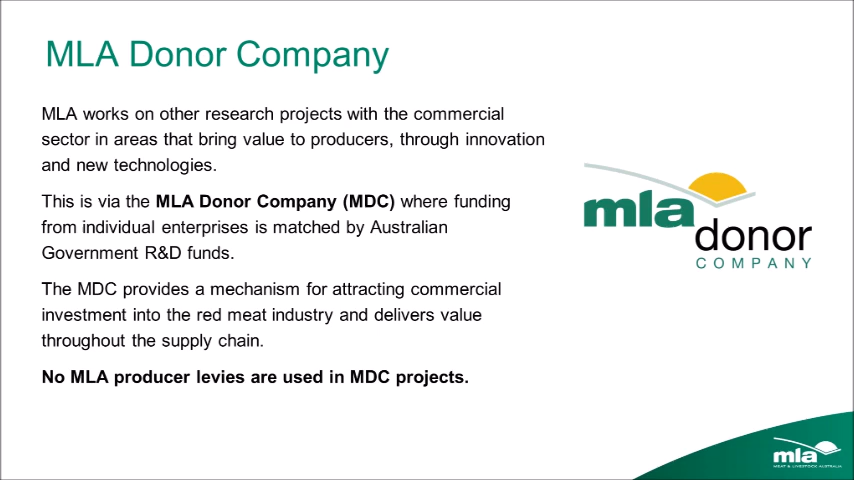 MLA Donor Company
MLA works on other research projects with the commercial
sector in areas that bring value to producers, through innovation
and new technologies.
This is via the MLA Donor Company (MDC) where funding
from individual enterprises is matched by Australian
Government R&D funds.
The MDC provides a mechanism for attracting commercial
investment into the red meat industry and delivers value
throughout the supply chain.
No MLA producer levies are used in MDC projects.
mla
donor
COMPANY
mla
MEAT & LIVESTOCK AUSTRALIA